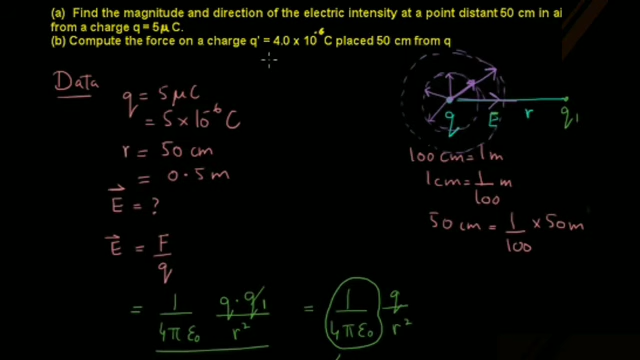 (a) Find the magnitude and direction of the electric intensity at a point distant 50 cm in ai
from a charge q = 5μ C.
(b) Compute the force on a charge q' = 4.0 x 10⁻⁶ C placed 50 cm from q
Data
q = 5μC
= 5 × 10⁻⁶ C
r = 50 cm
= 0.5 m
E⃗ = ?
E⃗ = F/q
= 1/4πε₀ q·q₁/r² = (1/4πε₀) q/r²
q E r q₁
100 cm = 1m
1cm = 1/100 m
50 cm = 1/100 × 50 m